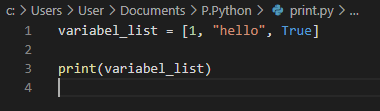 c: > Users > User > Documents > P.Python > print.py > ...
1 variabel_list = [1, "hello", True]
2
3 print(variabel_list)
4